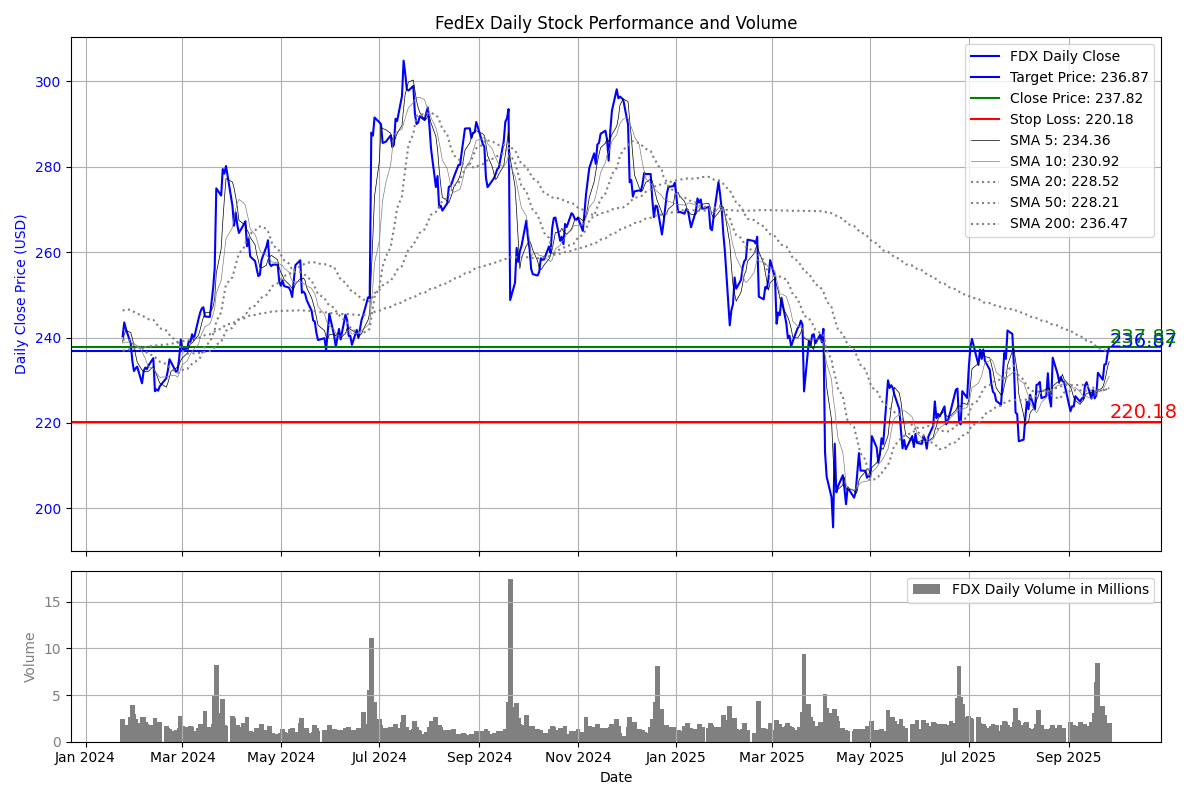 FedEx Daily Stock Performance and Volume
Daily Close Price (USD)
300
280
260
240
220
200
FDX Daily Close
Target Price: 236.87
Close Price: 237.82
Stop Loss: 220.18
SMA 5: 234.36
SMA 10: 230.92
SMA 20: 228.52
SMA 50: 228.21
SMA 200: 236.47
237.82
236.87
220.18
Volume
15
10
5
0
FDX Daily Volume in Millions
Jan 2024
Mar 2024
May 2024
Jul 2024
Sep 2024
Nov 2024
Jan 2025
Mar 2025
May 2025
Jul 2025
Sep 2025
Date